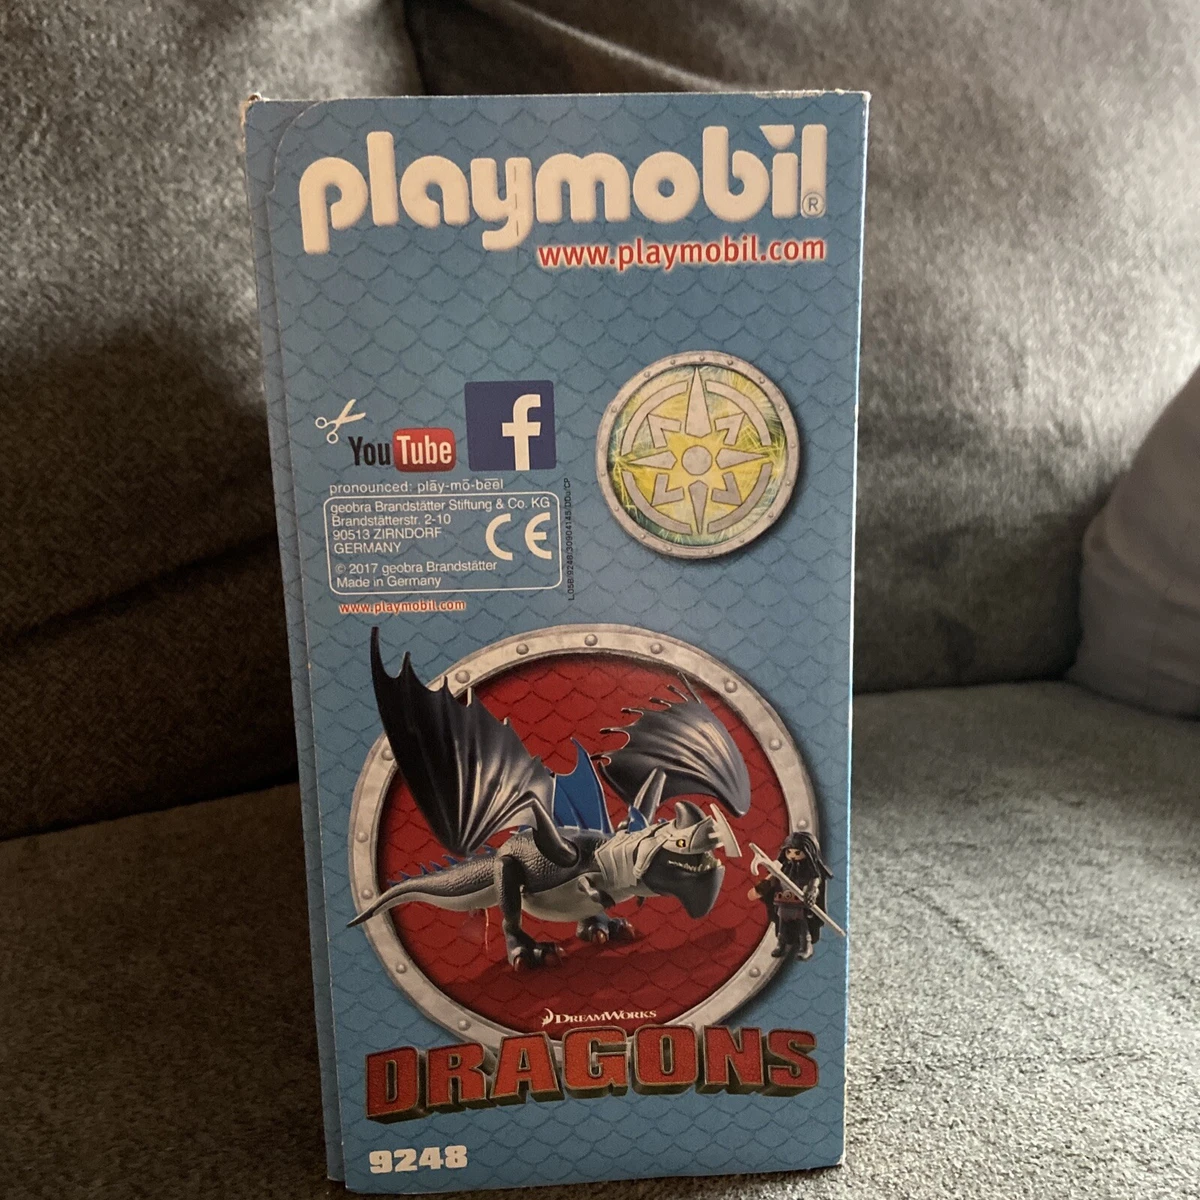 playmobil®
www.playmobil.com
f
YouTube
pronounced: plāy-mō-bēēl
geobra Brandstätter Stiftung & Co. KG
Brandstätterstr. 2-10
90513 ZIRNDORF
GERMANY
CE
© 2017 geobra Brandstätter
Made in Germany
www.playmobil.com
DREAMWORKS
DRAGONS
9248